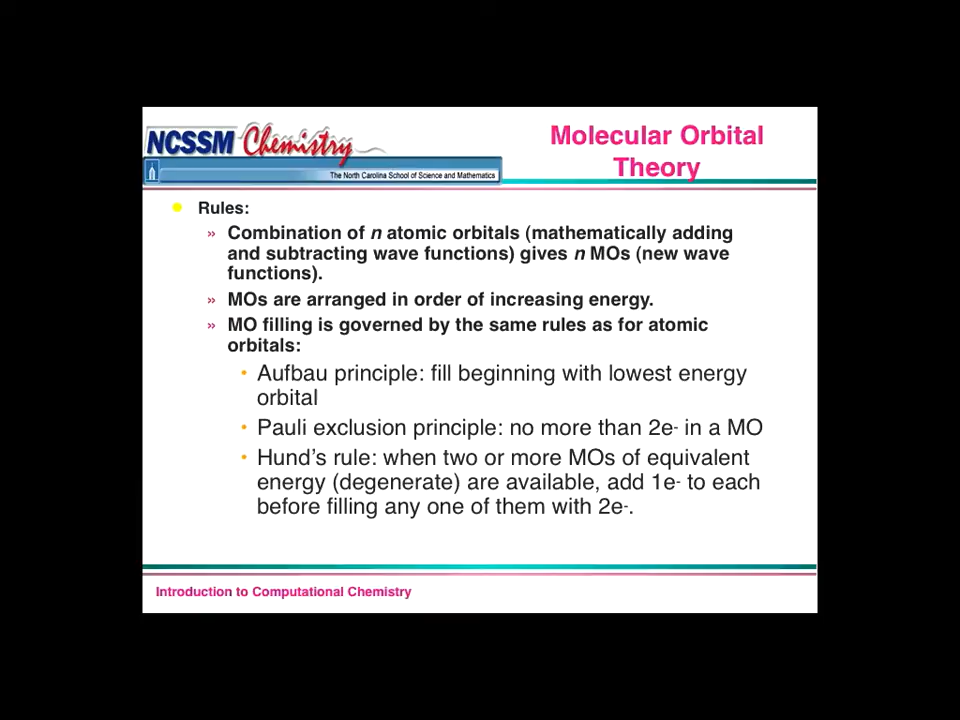 NCSSM Chemistry
The North Carolina School of Science and Mathematics
Molecular Orbital
Theory
Rules:
» Combination of n atomic orbitals (mathematically adding
and subtracting wave functions) gives n MOs (new wave
functions).
» MOs are arranged in order of increasing energy.
» MO filling is governed by the same rules as for atomic
orbitals:
• Aufbau principle: fill beginning with lowest energy
orbital
• Pauli exclusion principle: no more than 2e- in a MO
• Hund’s rule: when two or more MOs of equivalent
energy (degenerate) are available, add 1e- to each
before filling any one of them with 2e-.
Introduction to Computational Chemistry